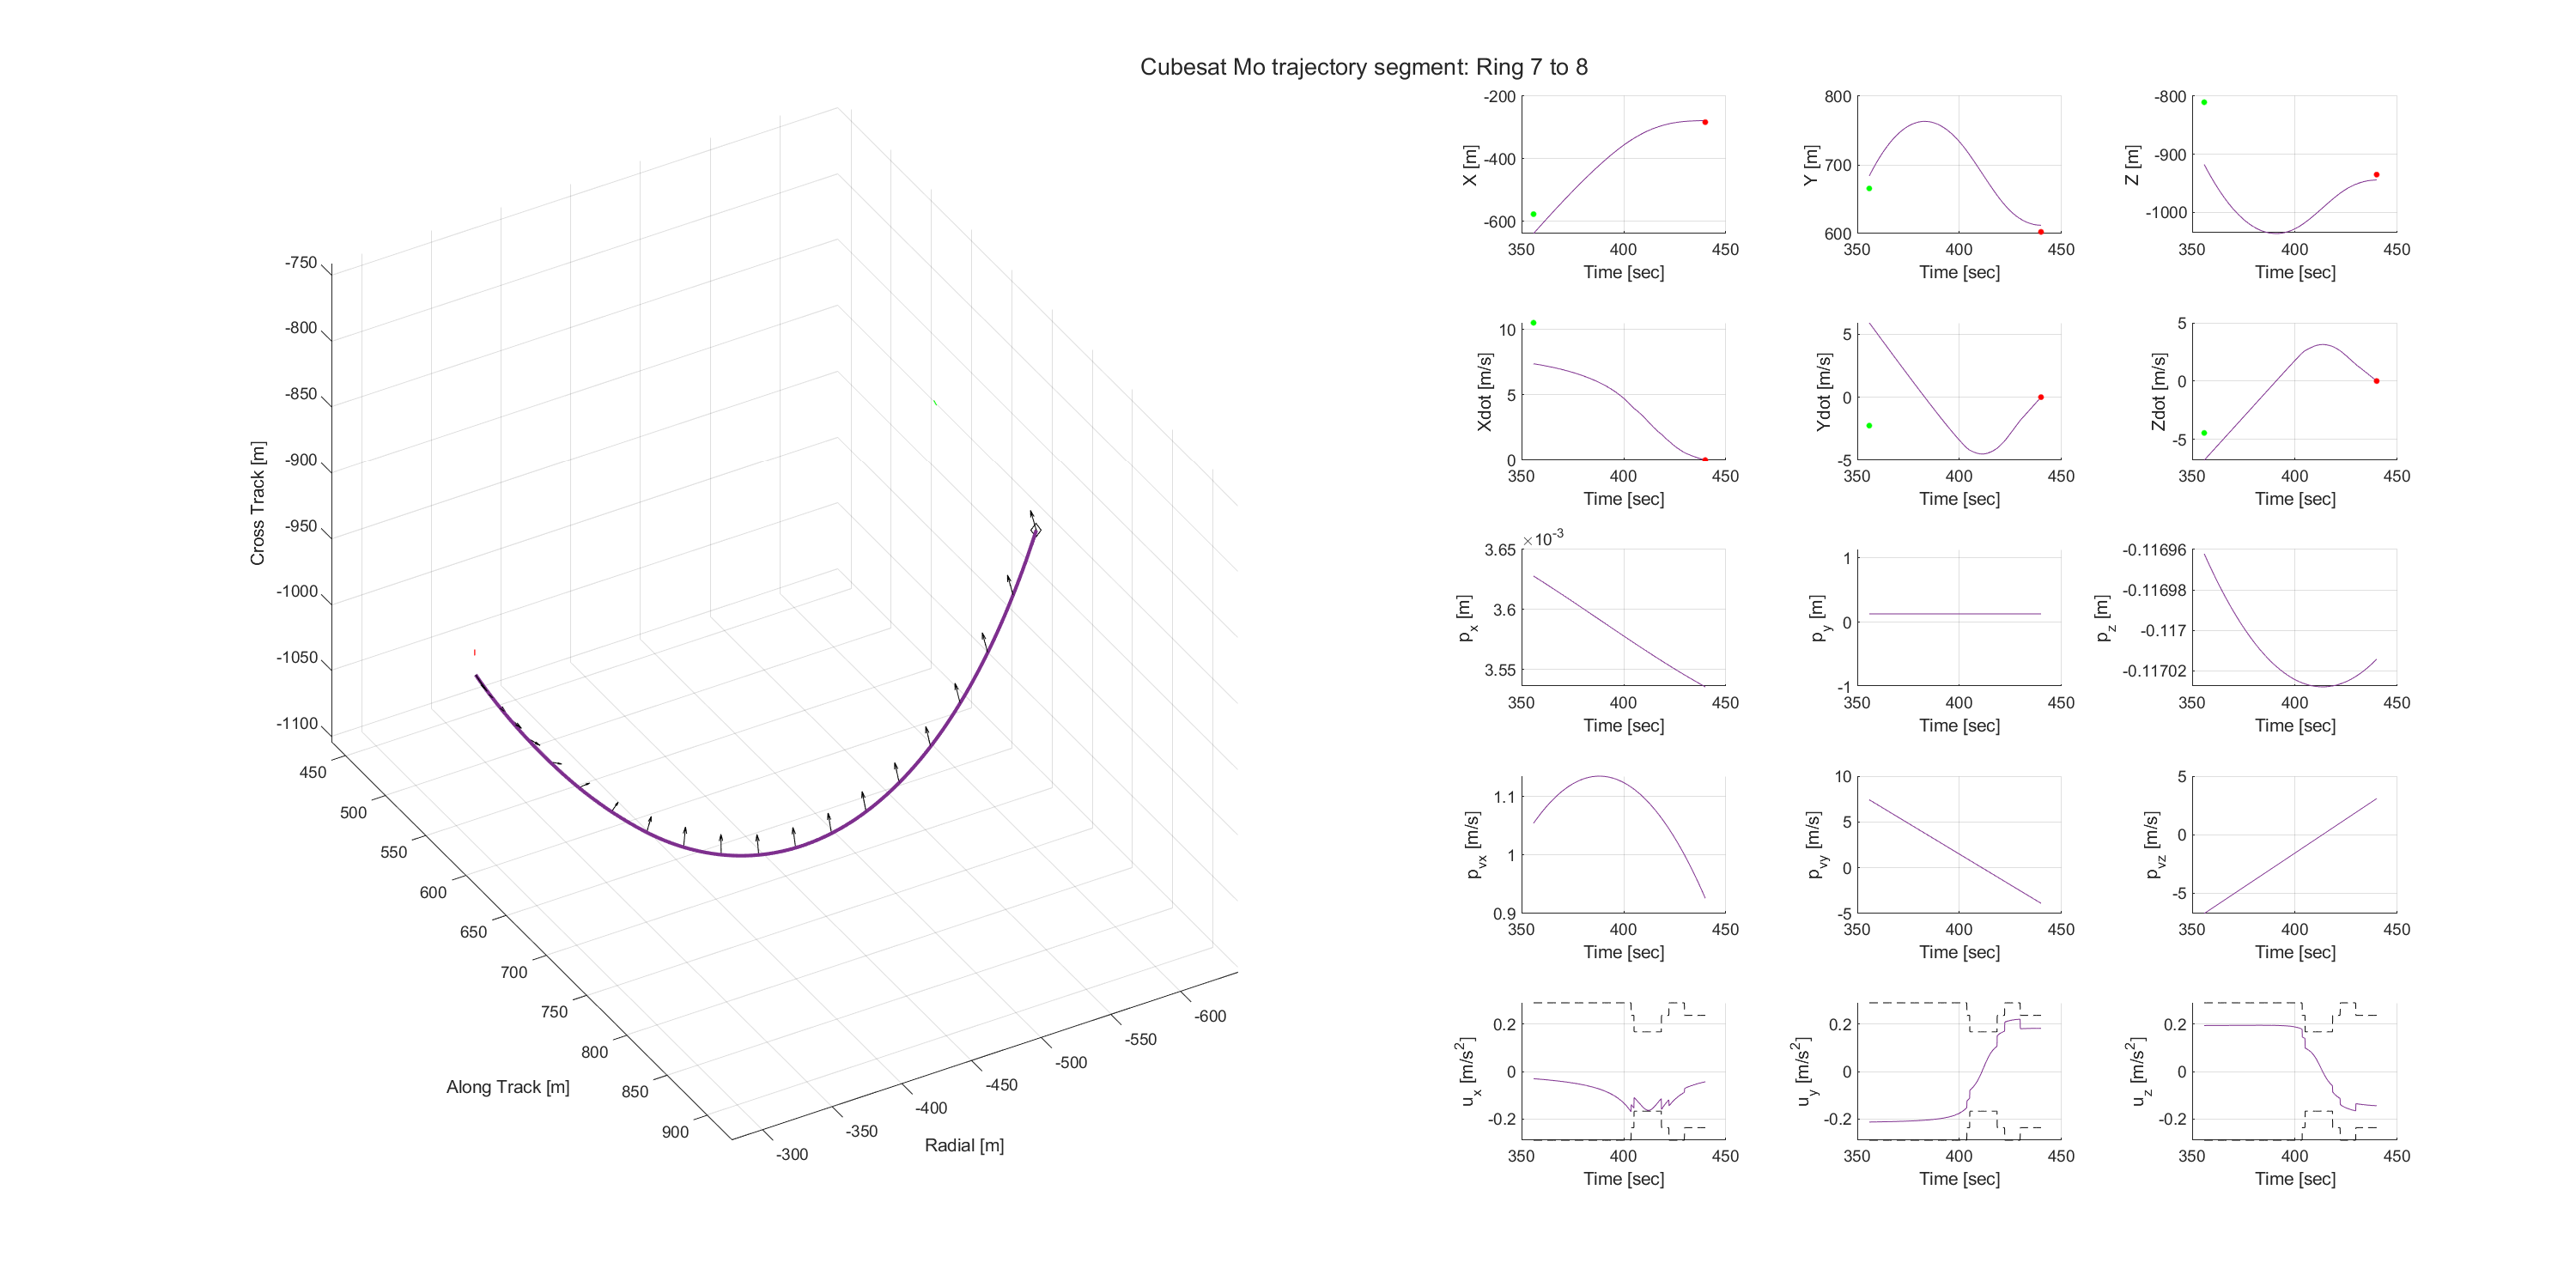 Cubesat Mo trajectory segment: Ring 7 to 8
-750
-800
-850
-900
-950
-1000
-1050
-1100
Cross Track [m]
450
500
550
600
650
700
750
800
850
900
Along Track [m]
-300
-350
-400
-450
-500
-550
-600
Radial [m]
-200
-400
-600
X [m]
350 400 450
Time [sec]
800
700
600
Y [m]
350 400 450
Time [sec]
-800
-900
-1000
Z [m]
350 400 450
Time [sec]
10
5
0
Xdot [m/s]
350 400 450
Time [sec]
5
0
-5
Ydot [m/s]
350 400 450
Time [sec]
5
0
-5
Zdot [m/s]
350 400 450
Time [sec]
×10-3
3.65
3.6
3.55
px [m]
350 400 450
Time [sec]
1
0
-1
py [m]
350 400 450
Time [sec]
-0.11696
-0.11698
-0.117
-0.11702
pz [m]
350 400 450
Time [sec]
1.1
1
0.9
pvx [m/s]
350 400 450
Time [sec]
10
5
0
-5
pvy [m/s]
350 400 450
Time [sec]
5
0
-5
pvz [m/s]
350 400 450
Time [sec]
0.2
0
-0.2
ux [m/s2]
350 400 450
Time [sec]
0.2
0
-0.2
uy [m/s2]
350 400 450
Time [sec]
0.2
0
-0.2
uz [m/s2]
350 400 450
Time [sec]